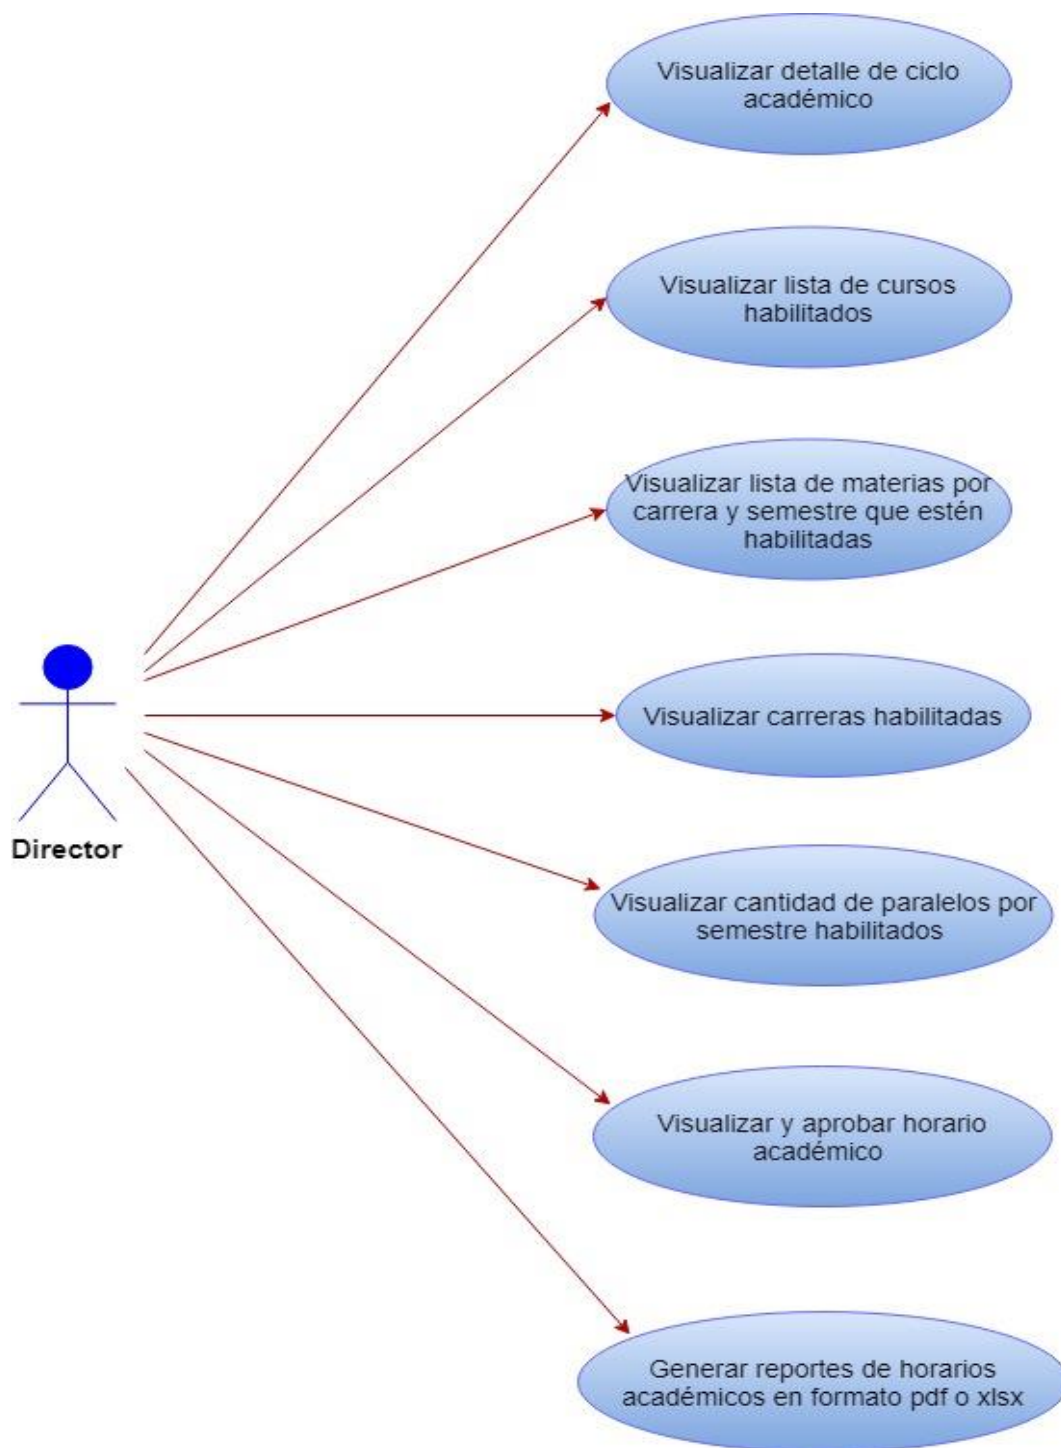 Visualizar detalle de ciclo
académico
Visualizar lista de cursos
habilitados
Visualizar lista de materias por
carrera y semestre que estén
habilitadas
Visualizar carreras habilitadas
Director
Visualizar cantidad de paralelos por
semestre habilitados
Visualizar y aprobar horario
académico
Generar reportes de horarios
académicos en formato pdf o xlsx